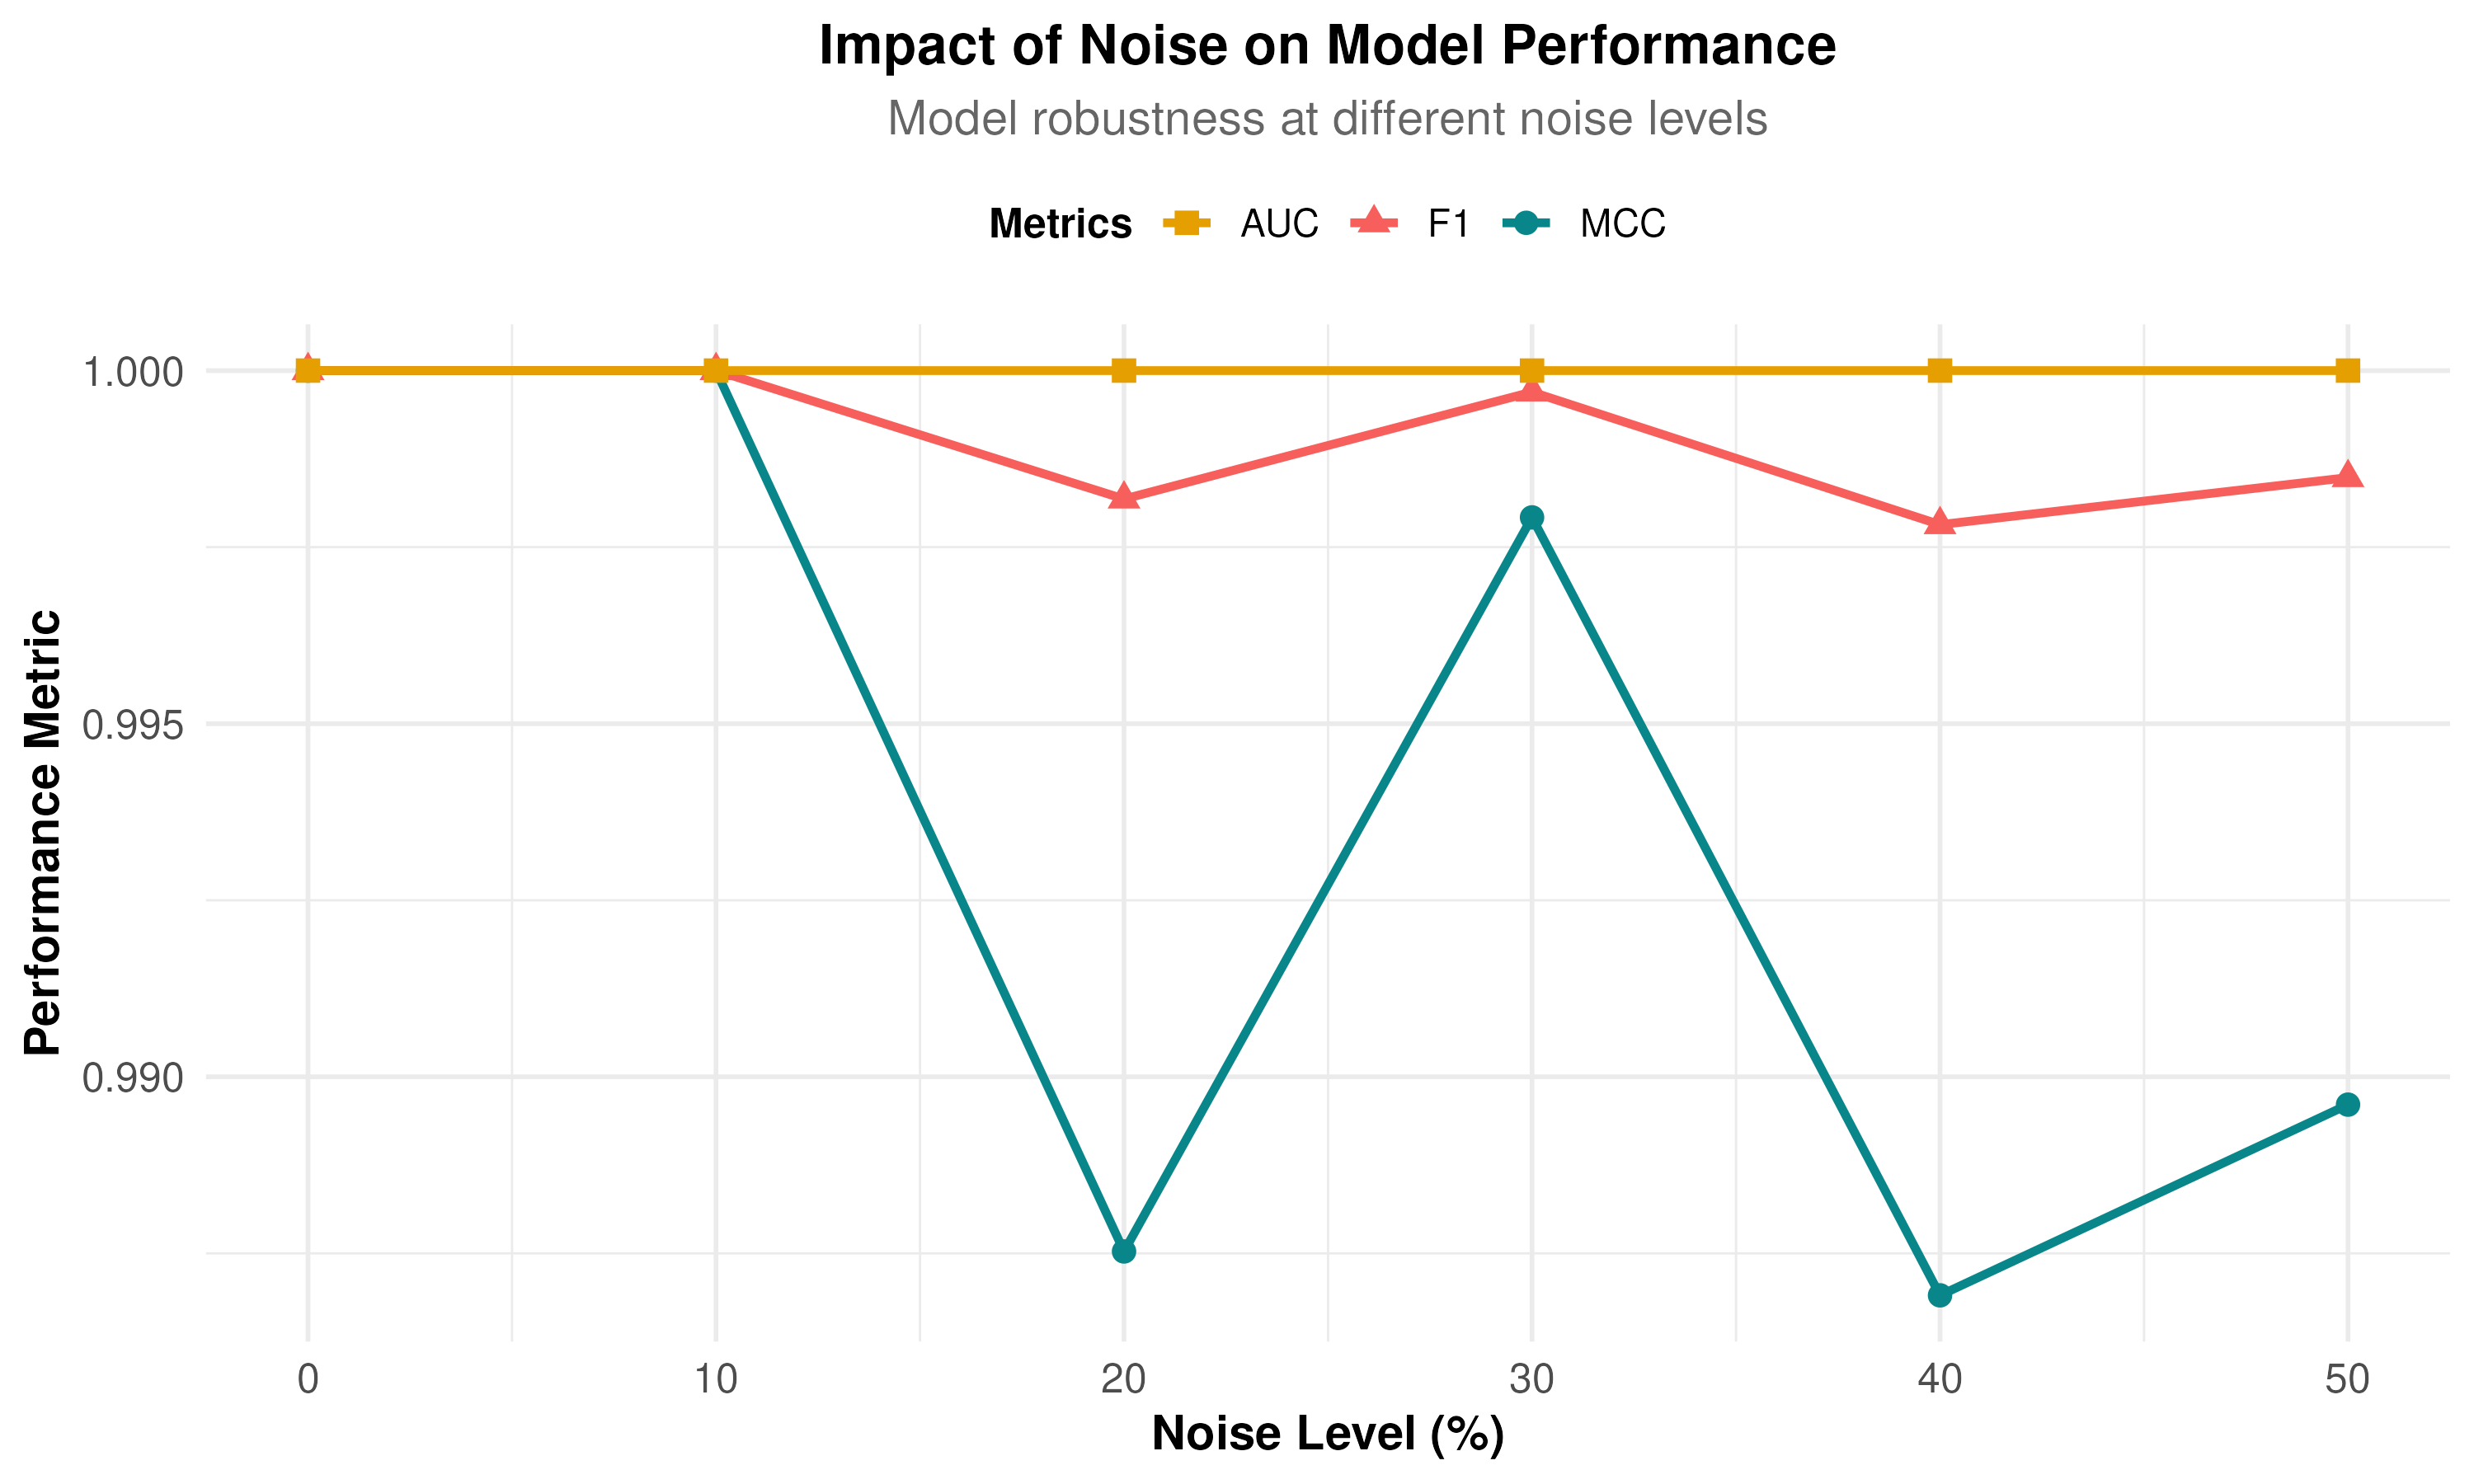 Impact of Noise on Model Performance
Model robustness at different noise levels
Metrics AUC F1 MCC
Performance Metric
1.000
0.995
0.990
0 10 20 30 40 50
Noise Level (%)